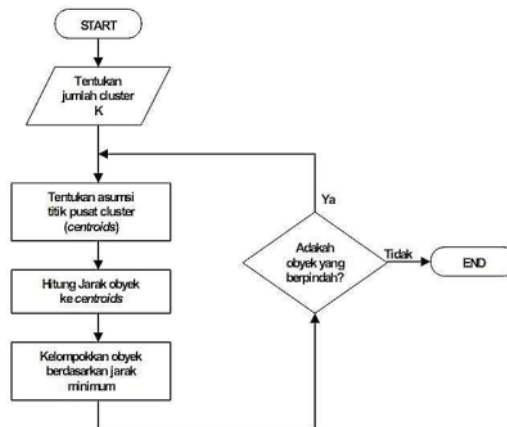 START
Tentukan
jumlah cluster
K
Tentukan asumsi
titik pusat cluster
(centroids)
Hitung Jarak obyek
ke centroids
Kelompokkan obyek
berdasarkan jarak
minimum
Ya
Adakah
obyek yang
berpindah?
Tidak
END